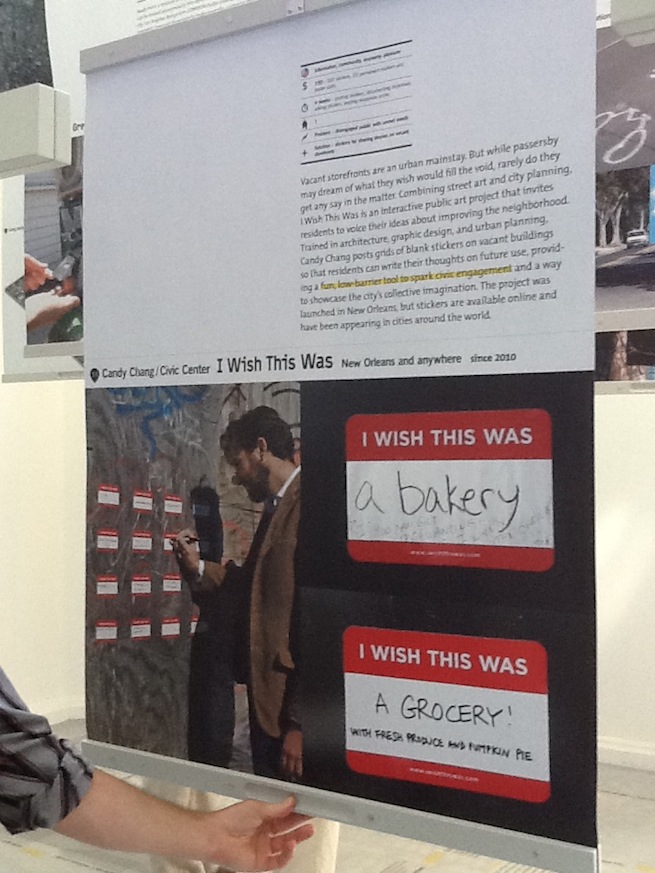 Information, community, economy, pleasure
Vacant storefronts are an urban mainstay. But while passersby
may dream of what they wish would fill the void, rarely do they
get any say in the matter. Combining street art and city planning,
I Wish This Was is an interactive public art project that invites
residents to voice their ideas about improving the neighborhood.
Trained in architecture, graphic design, and urban planning,
Candy Chang posts grids of blank stickers on vacant buildings
so that residents can write their thoughts on future use, provid-
ing a fun, low-barrier tool to spark civic engagement and a way
to showcase the city's collective imagination. The project was
launched in New Orleans, but stickers are available online and
have been appearing in cities around the world.
Candy Chang / Civic Center I Wish This Was New Orleans and anywhere since 2010
I WISH THIS WAS
a bakery
I WISH THIS WAS
A GROCERY!
WITH FRESH PRODUCE AND PUMPKIN PIE